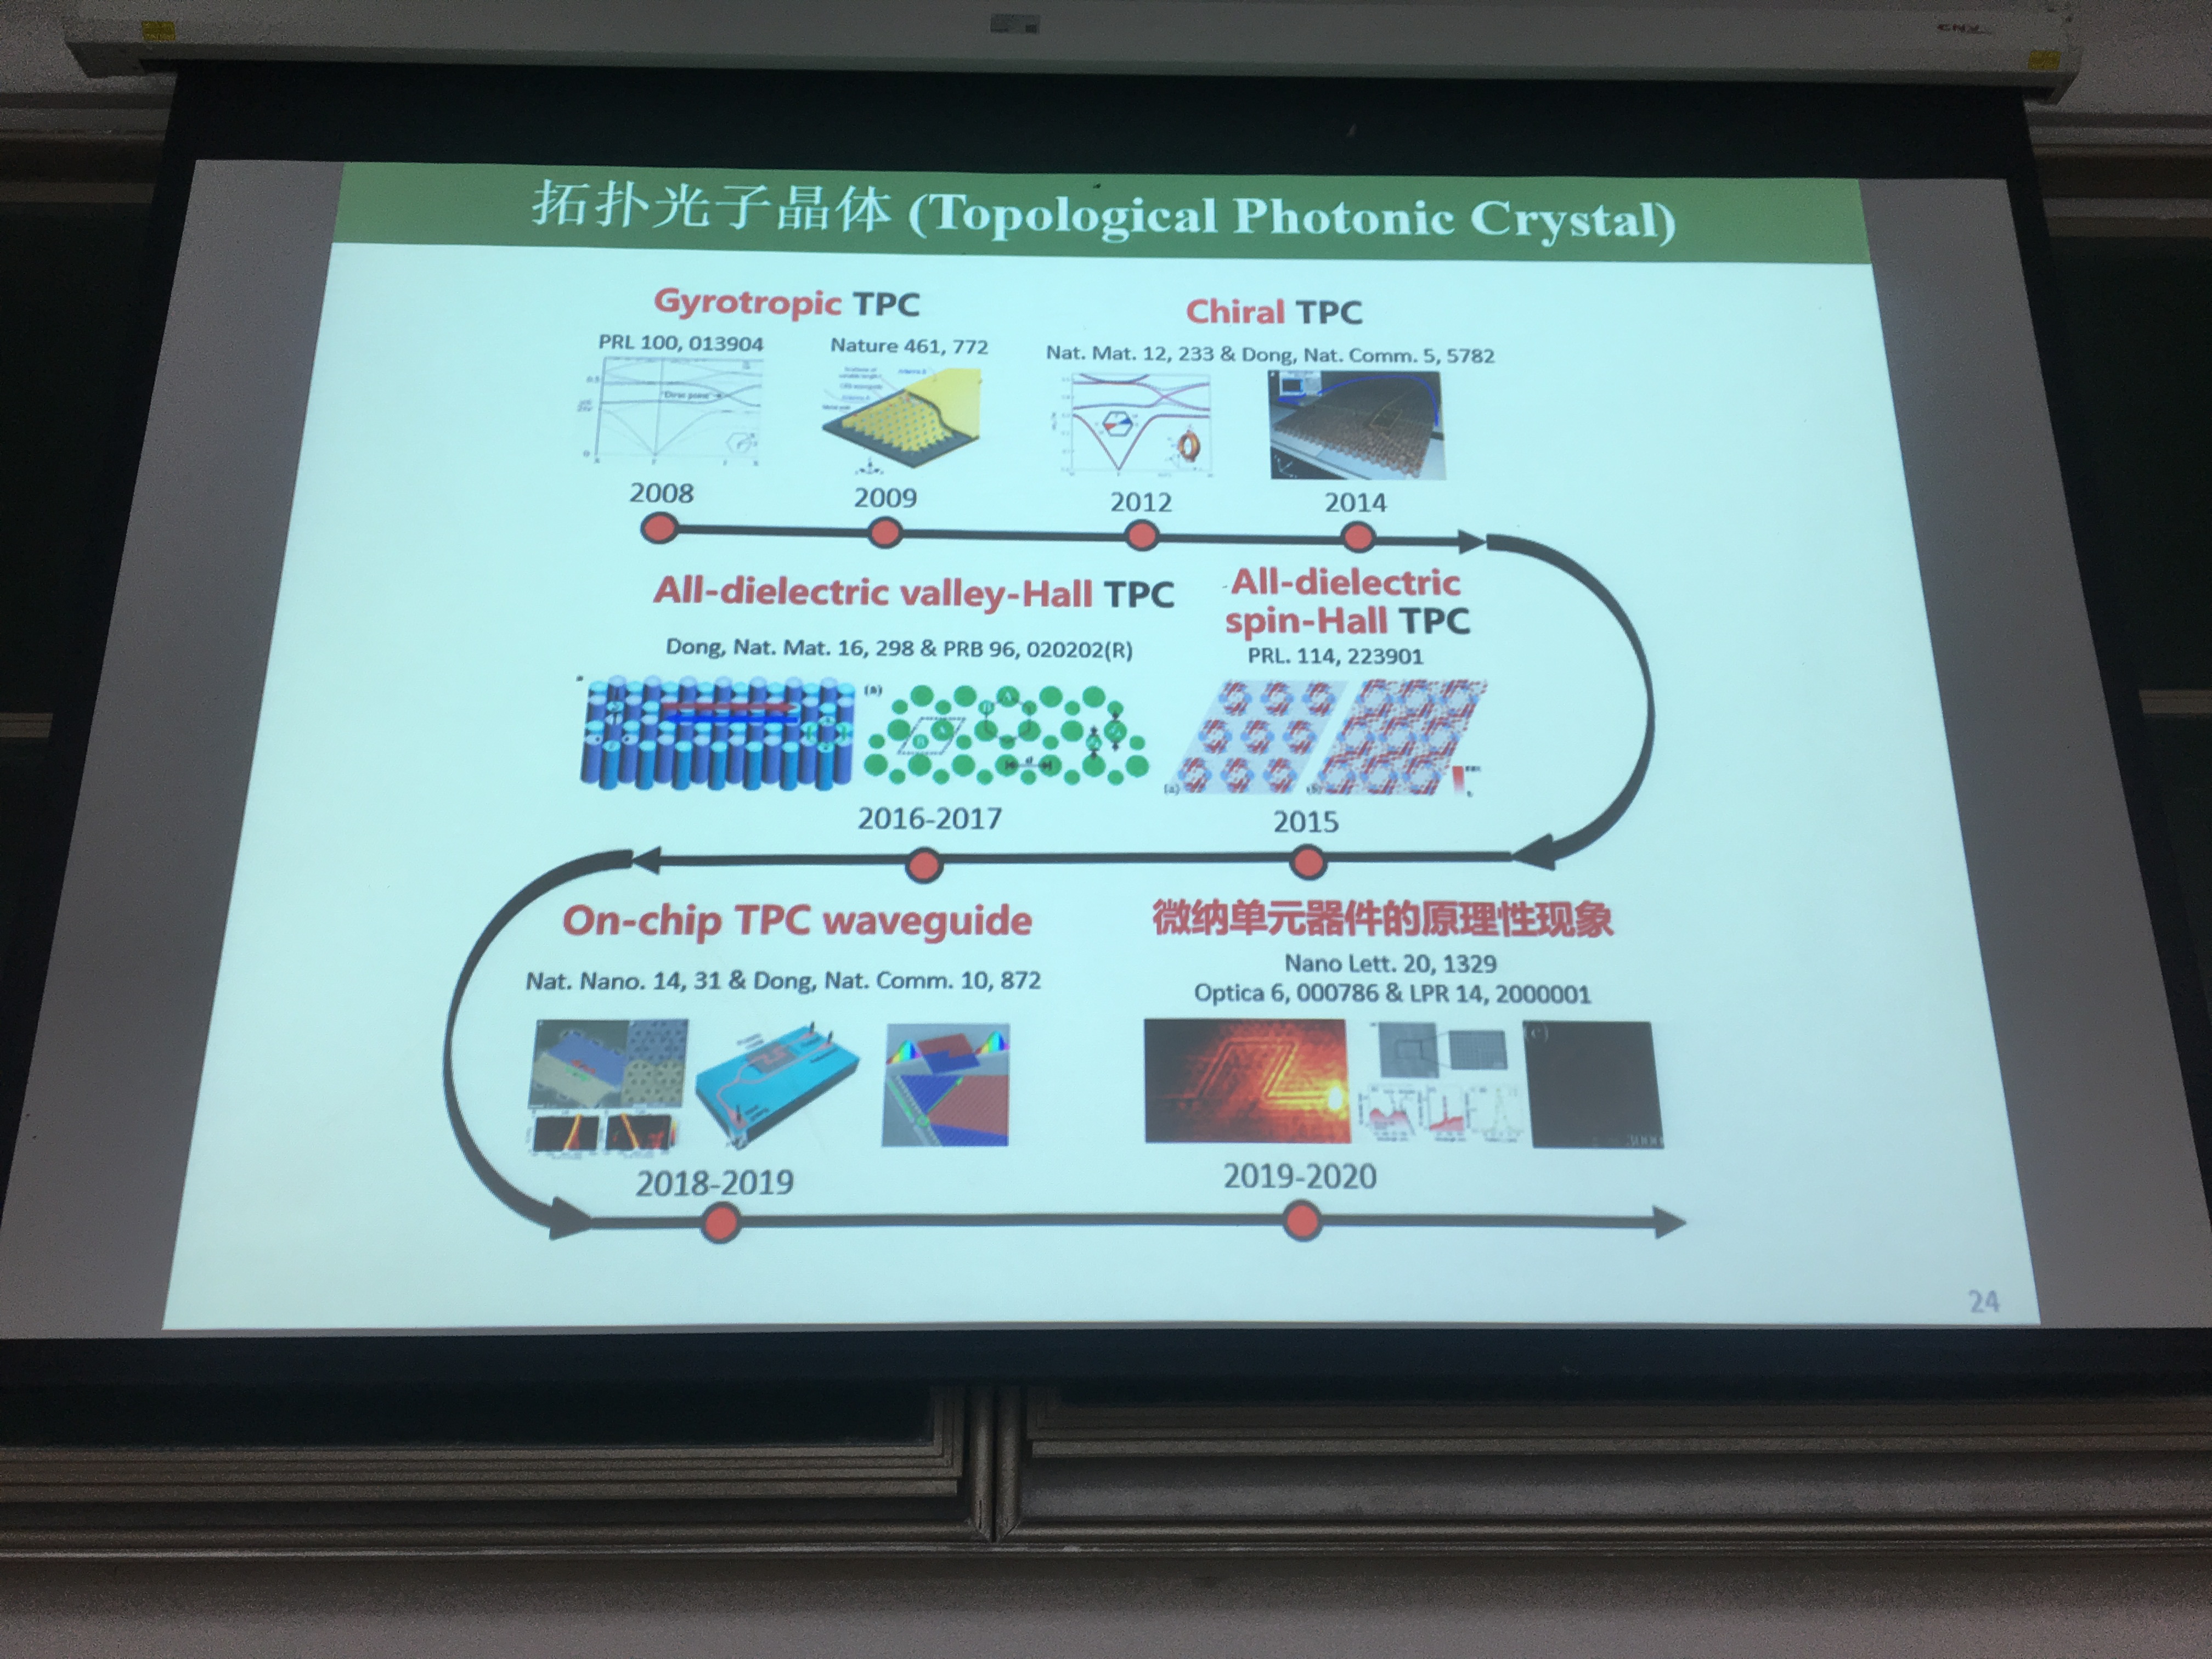 拓扑光子晶体 (Topological Photonic Crystal)
Gyrotropic TPC
PRL 100, 013904
Nature 461, 772
Dirac point
2008
2009
Chiral TPC
Nat. Mat. 12, 233 & Dong, Nat. Comm. 5, 5782
2012
2014
All-dielectric valley-Hall TPC
Dong, Nat. Mat. 16, 298 & PRB 96, 020202(R)
(a)
2016-2017
All-dielectric
spin-Hall TPC
PRL. 114, 223901
(a)
(b)
2015
On-chip TPC waveguide
Nat. Nano. 14, 31 & Dong, Nat. Comm. 10, 872
2018-2019
微纳单元器件的原理性现象
Nano Lett. 20, 1329
Optica 6, 000786 & LPR 14, 2000001
(c)
2019-2020
24